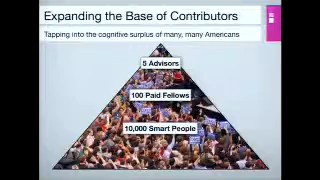 Expanding the Base of Contributors
Tapping into the cognitive surplus of many, many Americans
5 Advisors
100 Paid Fellows
10,000 Smart People